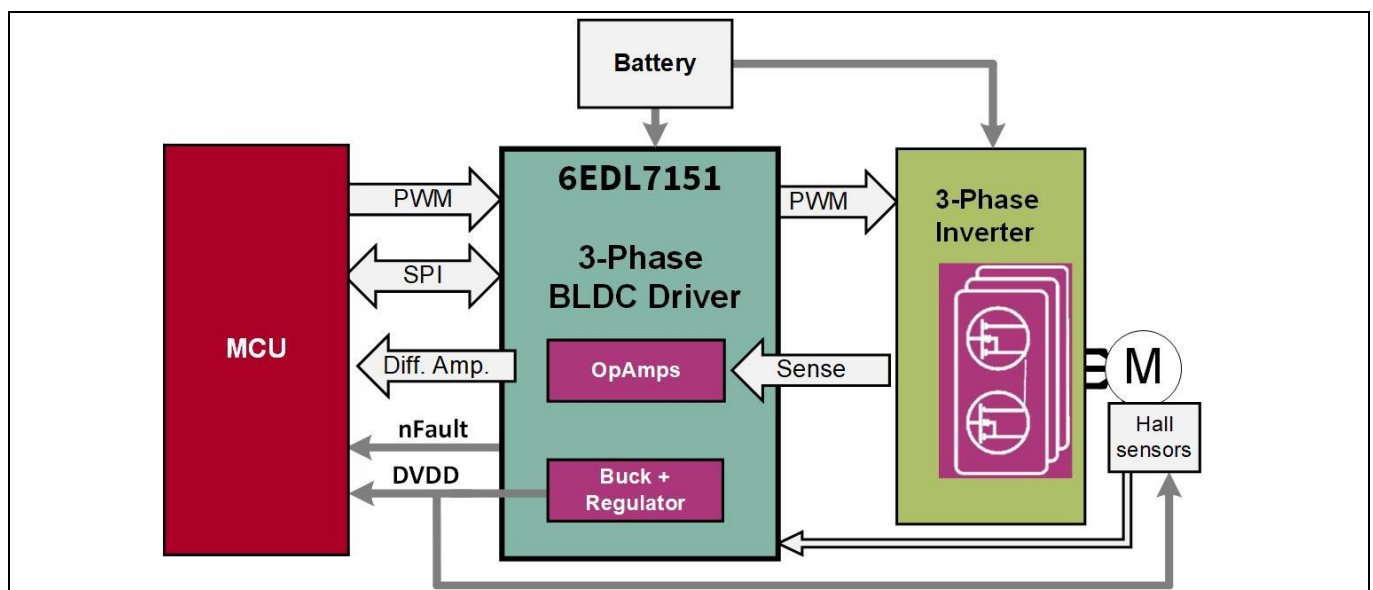 Battery
MCU
PWM
SPI
Diff. Amp.
nFault
DVDD
6EDL7151
3-Phase
BLDC Driver
OpAmps
Buck +
Regulator
PWM
Sense
3-Phase
Inverter
M
Hall
sensors